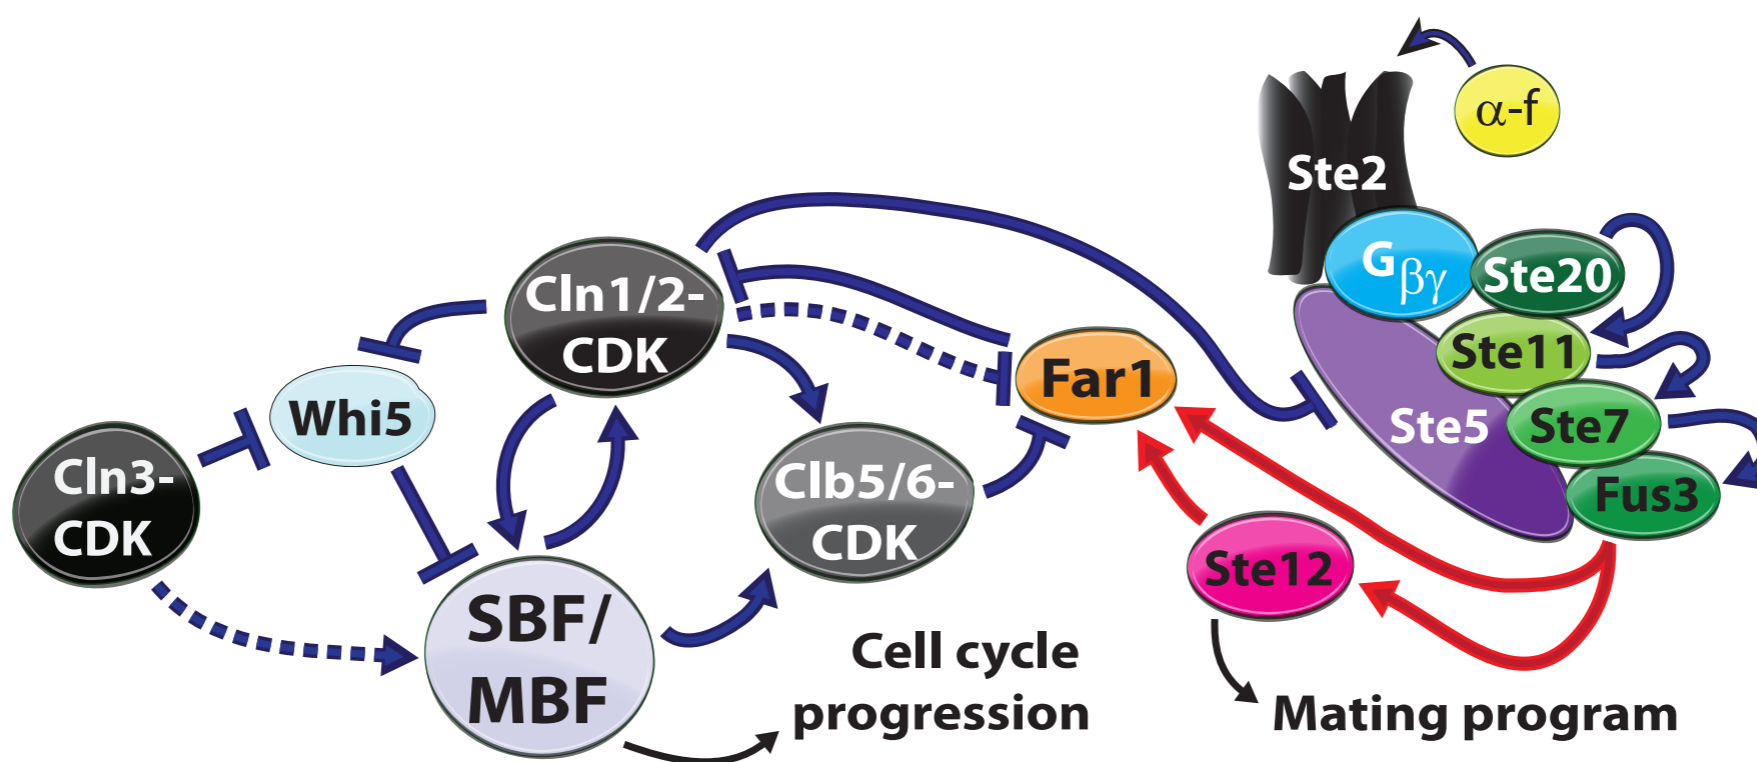 α-f
Ste2
Gβγ
Ste20
Cln1/2-
CDK
Ste11
Far1
Whi5
Ste5
Ste7
Cln3-
CDK
Clb5/6-
CDK
Fus3
Ste12
SBF/
MBF
Cell cycle
progression
Mating program